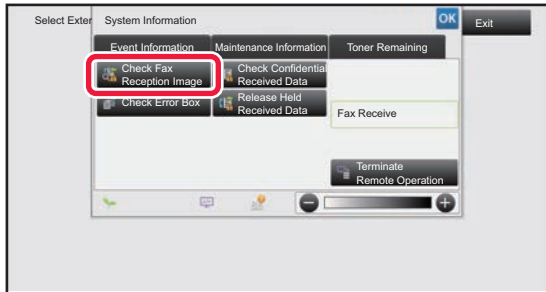 Select Exter
System Information
OK
Exit
Event Information
Maintenance Information
Toner Remaining
Check Fax
Reception Image
Check Confidential
Received Data
Check Error Box
Release Held
Received Data
Fax Receive
Terminate
Remote Operation